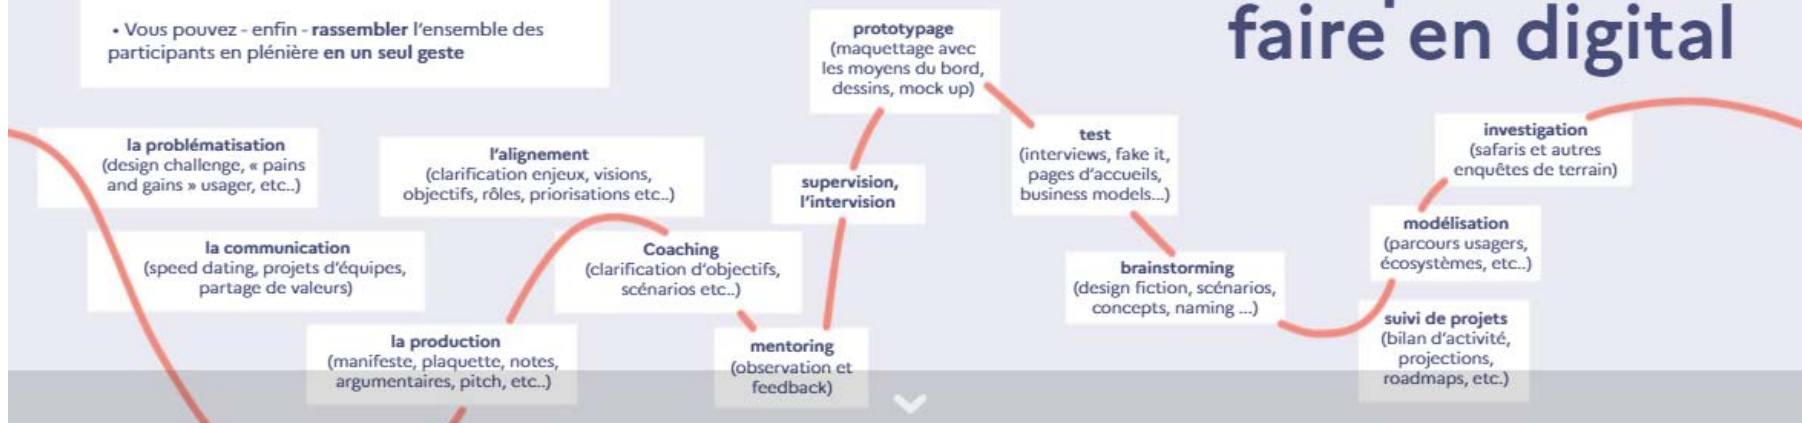 • Vous pouvez - enfin - rassembler l'ensemble des
participants en plénière en un seul geste
faire en digital
la problématisation
(design challenge, « pains
and gains » usager, etc..)
l'alignement
(clarification enjeux, visions,
objectifs, rôles, priorisations etc..)
la communication
(speed dating, projets d'équipes,
partage de valeurs)
Coaching
(clarification d'objectifs,
scénarios etc..)
la production
(manifeste, plaquette, notes,
argumentaires, pitch, etc..)
mentoring
(observation et
feedback)
supervision,
l'intervision
prototypage
(maquettage avec
les moyens du bord,
dessins, mock up)
test
(interviews, fake it,
pages d'accueils,
business models...)
brainstorming
(design fiction, scénarios,
concepts, naming ...)
investigation
(safaris et autres
enquêtes de terrain)
modélisation
(parcours usagers,
écosystèmes, etc..)
suivi de projets
(bilan d'activité,
projections,
roadmaps, etc.)